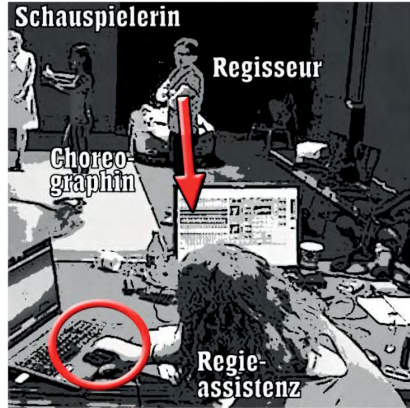 Schauspielerin
Regisseur
Choreo-
graphin
Regie-
assistenz